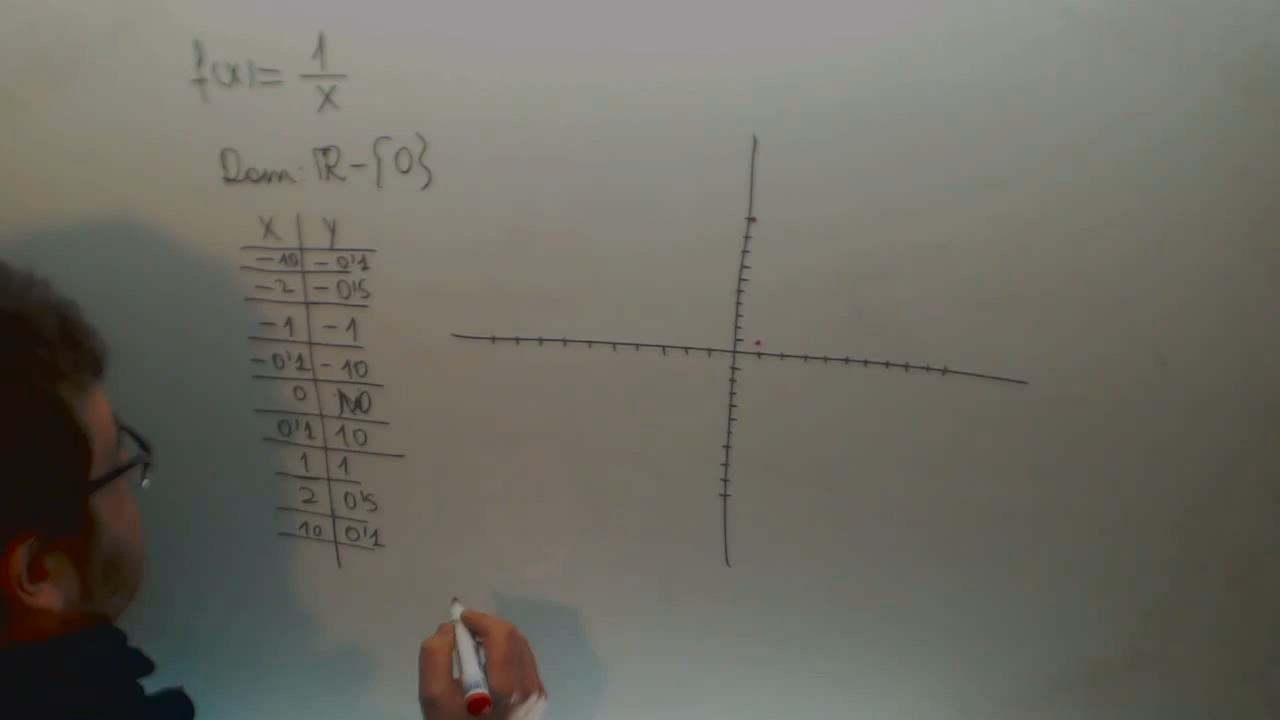 f(x)= 1/x
Dom: ℝ-{0}
X Y
-10 -0'1
-2 -0'5
-1 -1
-0'1 -10
0 NO
0'1 10
1 1
2 0'5
10 0'1